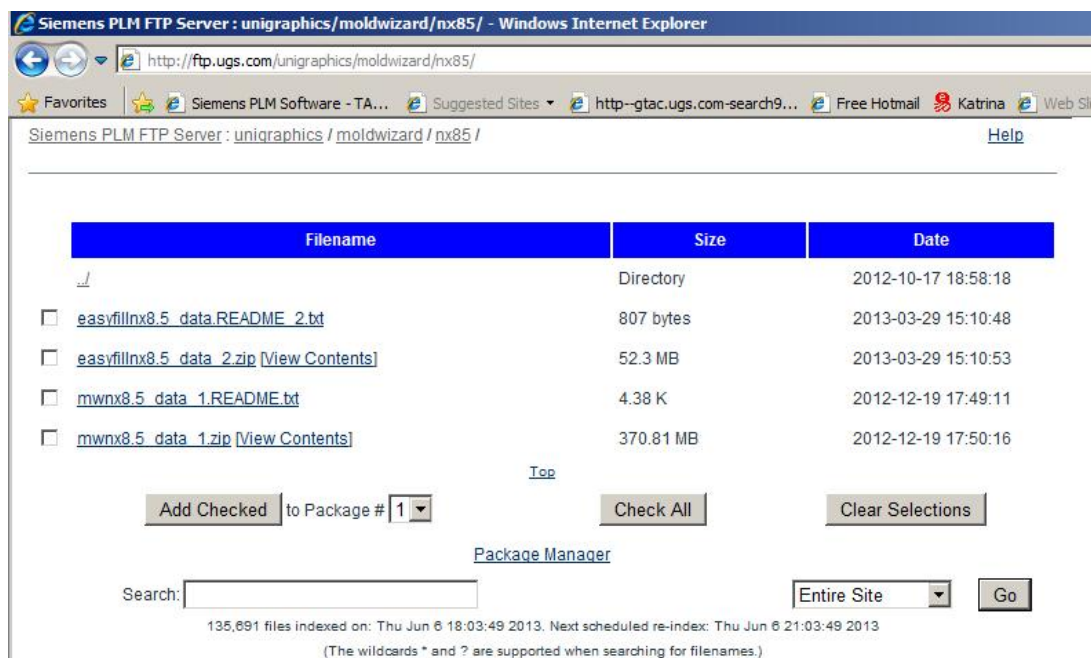 Siemens PLM FTP Server : unigraphics/moldwizard/nx85/ - Windows Internet Explorer
http://ftp.ugs.com/unigraphics/moldwizard/nx85/
Favorites Siemens PLM Software - TA... Suggested Sites http--gtac.ugs.com-search9... Free Hotmail Katrina Web
Siemens PLM FTP Server : unigraphics / moldwizard / nx85 / Help
Filename Size Date
../ Directory 2012-10-17 18:58:18
easyfillnx8.5_data.README_2.txt 807 bytes 2013-03-29 15:10:48
easyfillnx8.5_data_2.zip [View Contents] 52.3 MB 2013-03-29 15:10:53
mwnx8.5_data_1.README.txt 4.38 K 2012-12-19 17:49:11
mwnx8.5_data_1.zip [View Contents] 370.81 MB 2012-12-19 17:50:16
Top
Add Checked to Package # 1 Check All Clear Selections
Package Manager
Search: Entire Site Go
135,691 files indexed on: Thu Jun 6 18:03:49 2013. Next scheduled re-index: Thu Jun 6 21:03:49 2013
(The wildcards * and ? are supported when searching for filenames.)